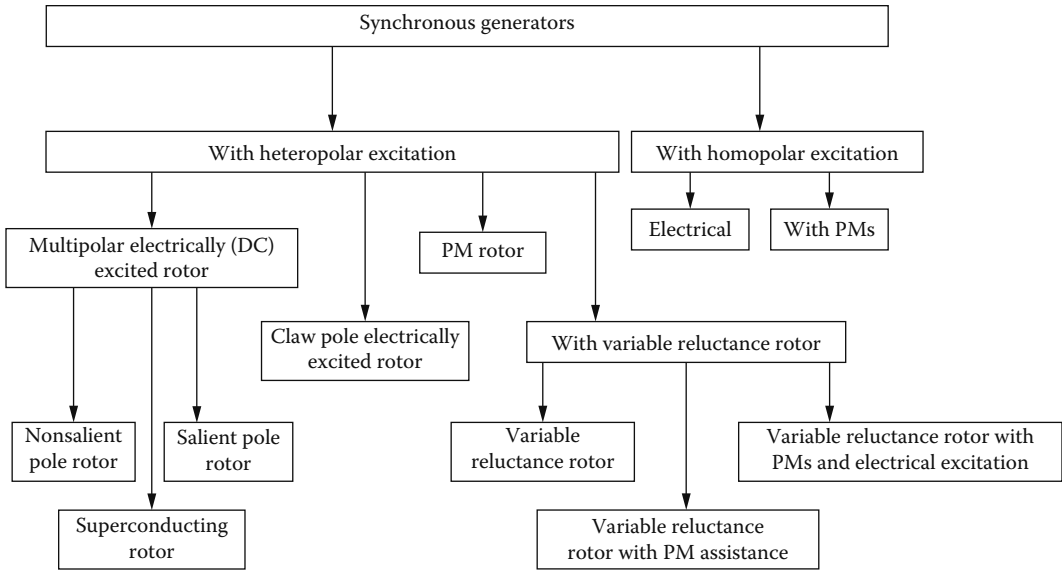 Synchronous generators
With heteropolar excitation
With homopolar excitation
Electrical
With PMs
Multipolar electrically (DC)
excited rotor
PM rotor
Claw pole electrically
excited rotor
With variable reluctance rotor
Nonsalient
pole rotor
Salient pole
rotor
Variable
reluctance rotor
Variable reluctance rotor with
PMs and electrical excitation
Superconducting
rotor
Variable reluctance
rotor with PM assistance